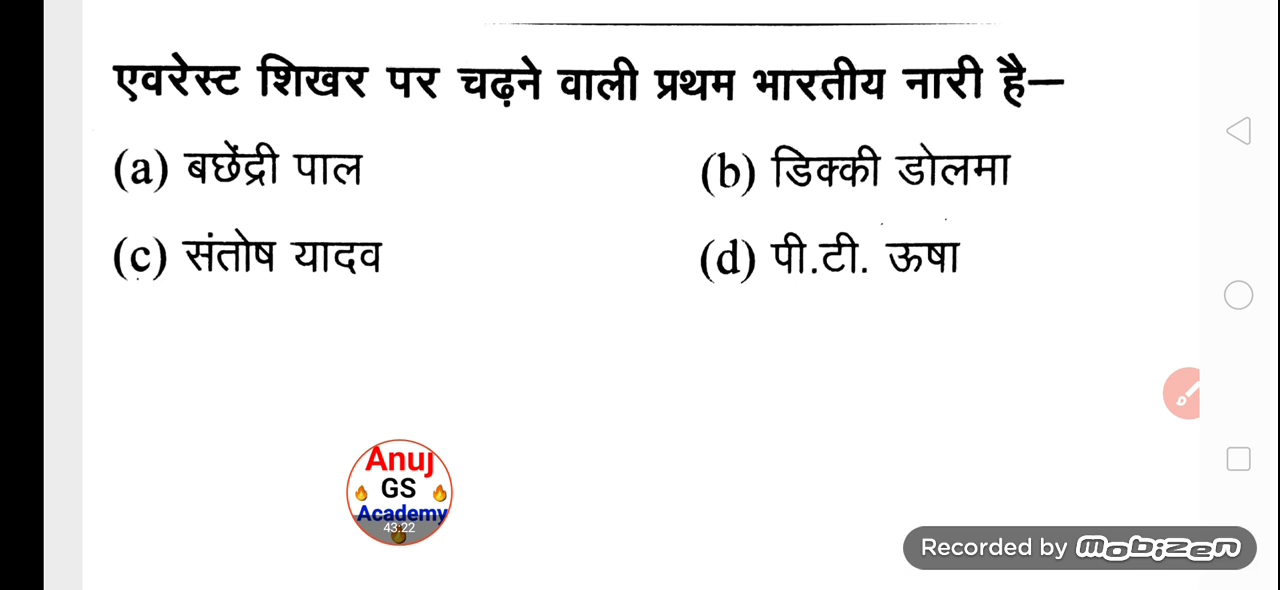 एवरेस्ट शिखर पर चढ़ने वाली प्रथम भारतीय नारी है—
(a) बछेंद्री पाल (b) डिक्की डोलमा
(c) संतोष यादव (d) पी.टी. ऊषा
Anuj
GS
Academy
43:22
Recorded by Mobizen